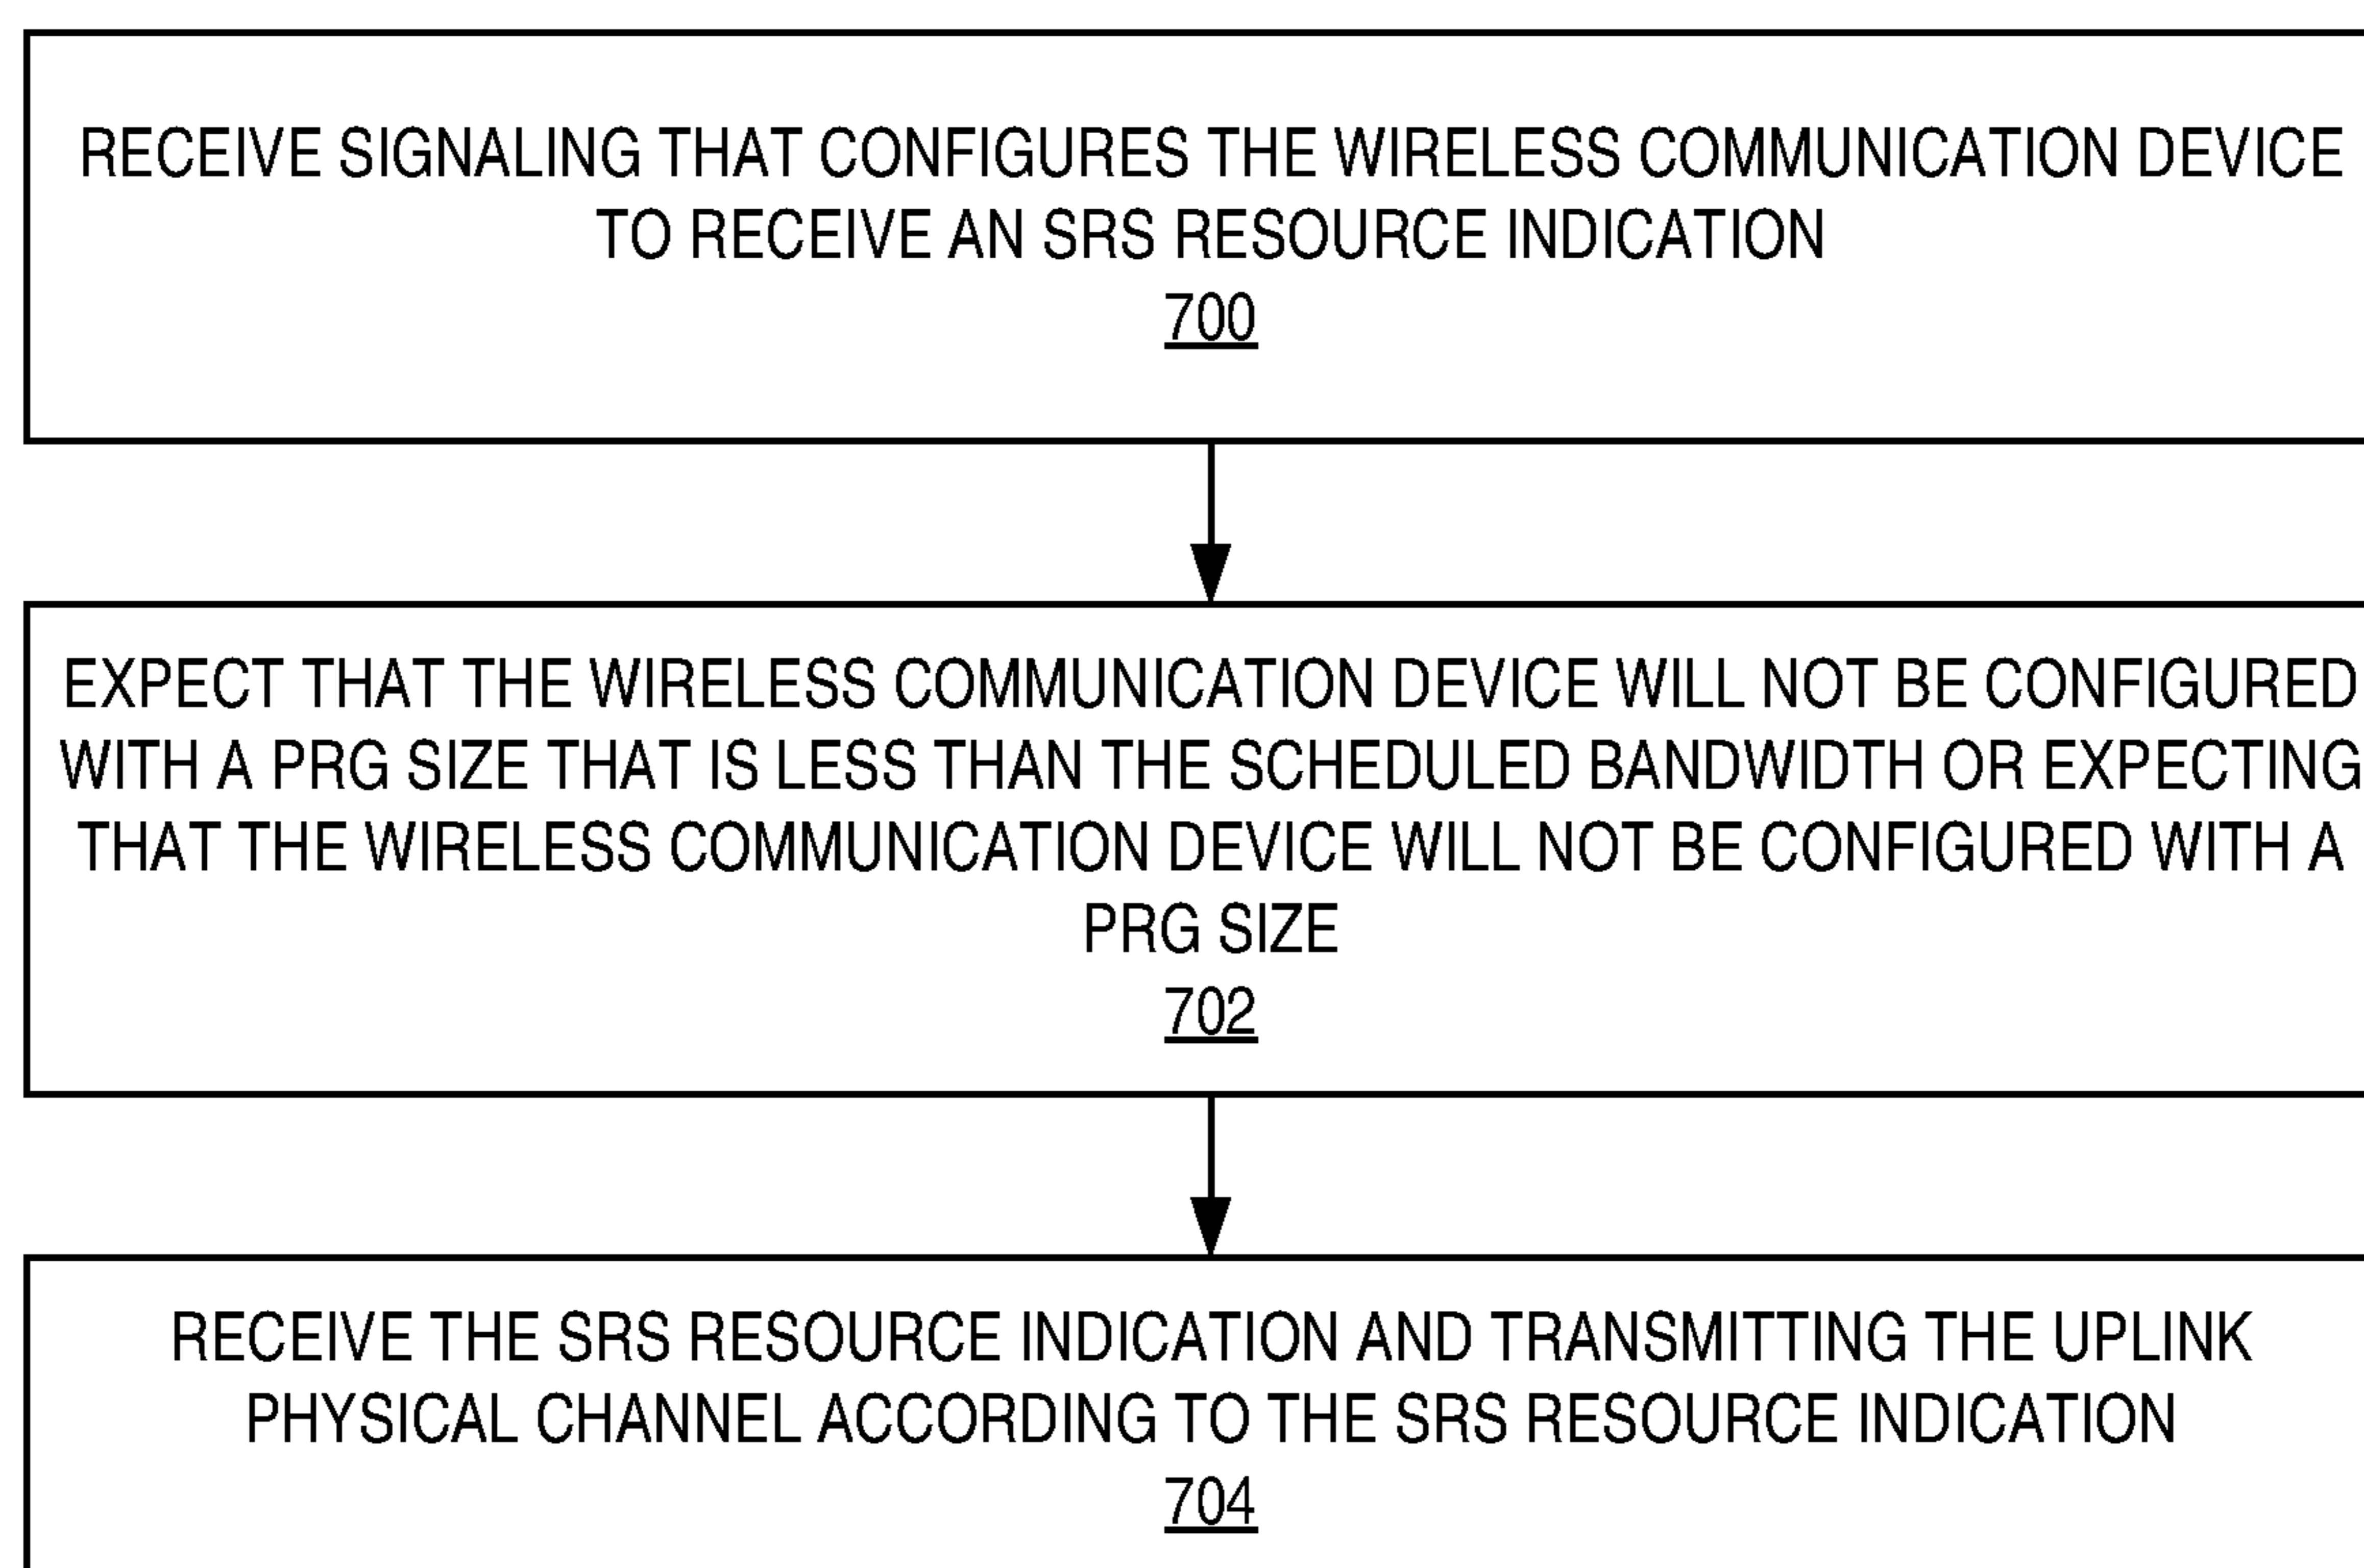 RECEIVE SIGNALING THAT CONFIGURES THE WIRELESS COMMUNICATION DEVICE
TO RECEIVE AN SRS RESOURCE INDICATION
700
EXPECT THAT THE WIRELESS COMMUNICATION DEVICE WILL NOT BE CONFIGURED
WITH A PRG SIZE THAT IS LESS THAN THE SCHEDULED BANDWIDTH OR EXPECTING
THAT THE WIRELESS COMMUNICATION DEVICE WILL NOT BE CONFIGURED WITH A
PRG SIZE
702
RECEIVE THE SRS RESOURCE INDICATION AND TRANSMITTING THE UPLINK
PHYSICAL CHANNEL ACCORDING TO THE SRS RESOURCE INDICATION
704